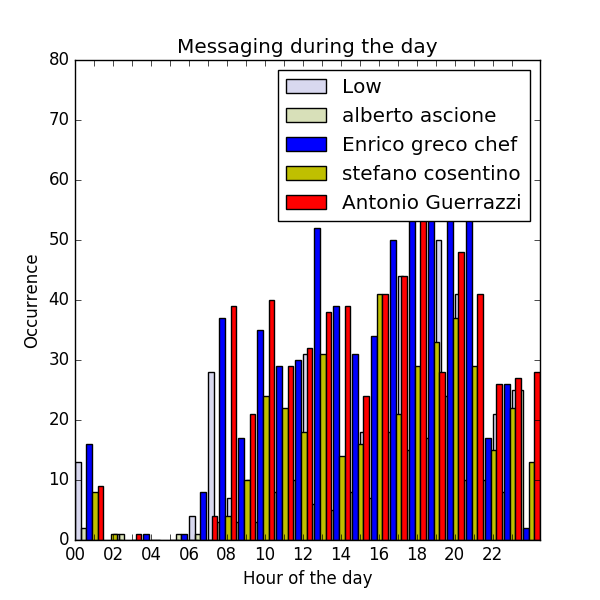 Messaging during the day
80
70
60
50
40
30
20
10
0
Occurrence
Low
alberto ascione
Enrico greco chef
stefano cosentino
Antonio Guerrazzi
00 02 04 06 08 10 12 14 16 18 20 22
Hour of the day